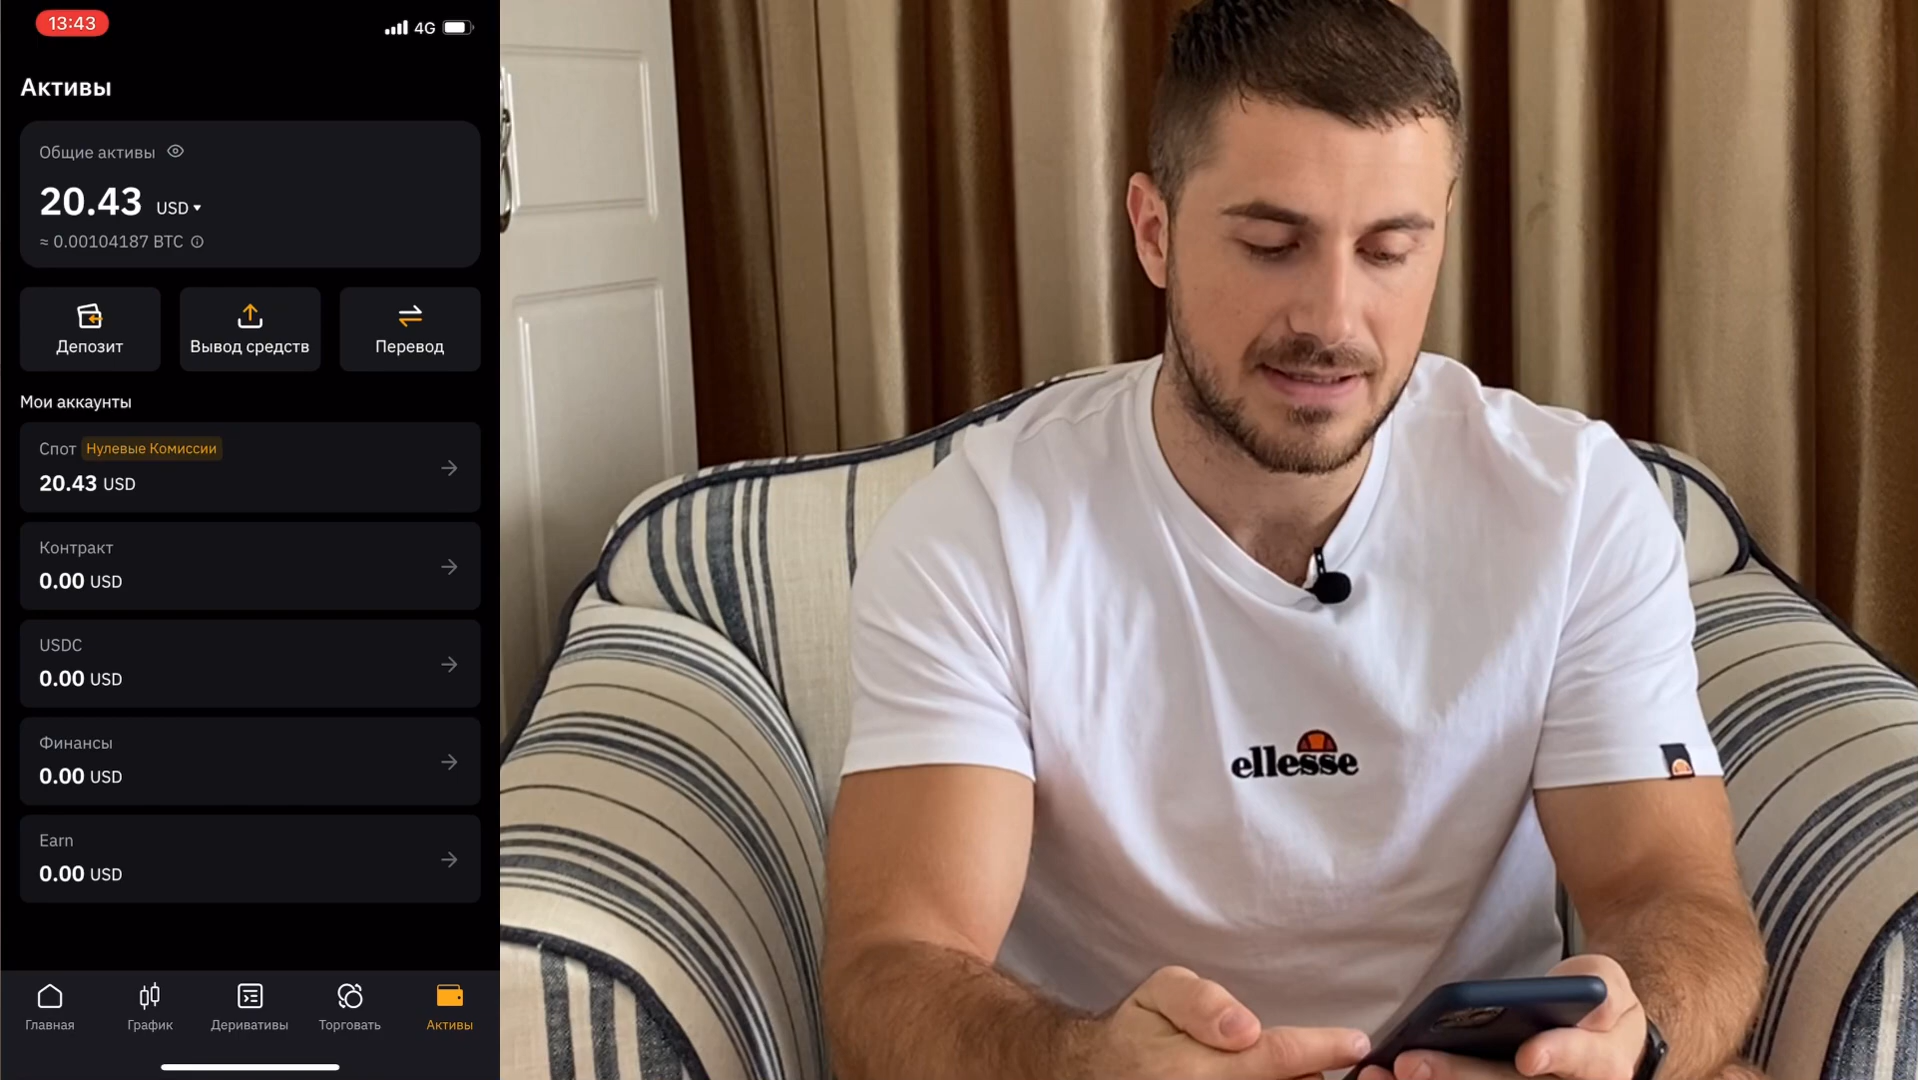 13:43
4G
Активы
Общие активы
20.43 USD
≈ 0.00104187 BTC
Депозит
Вывод средств
Перевод
Мои аккаунты
Спот Нулевые Комиссии
20.43 USD
Контракт
0.00 USD
USDC
0.00 USD
Финансы
0.00 USD
Earn
0.00 USD
Главная
График
Деривативы
Торговать
Активы
ellesse